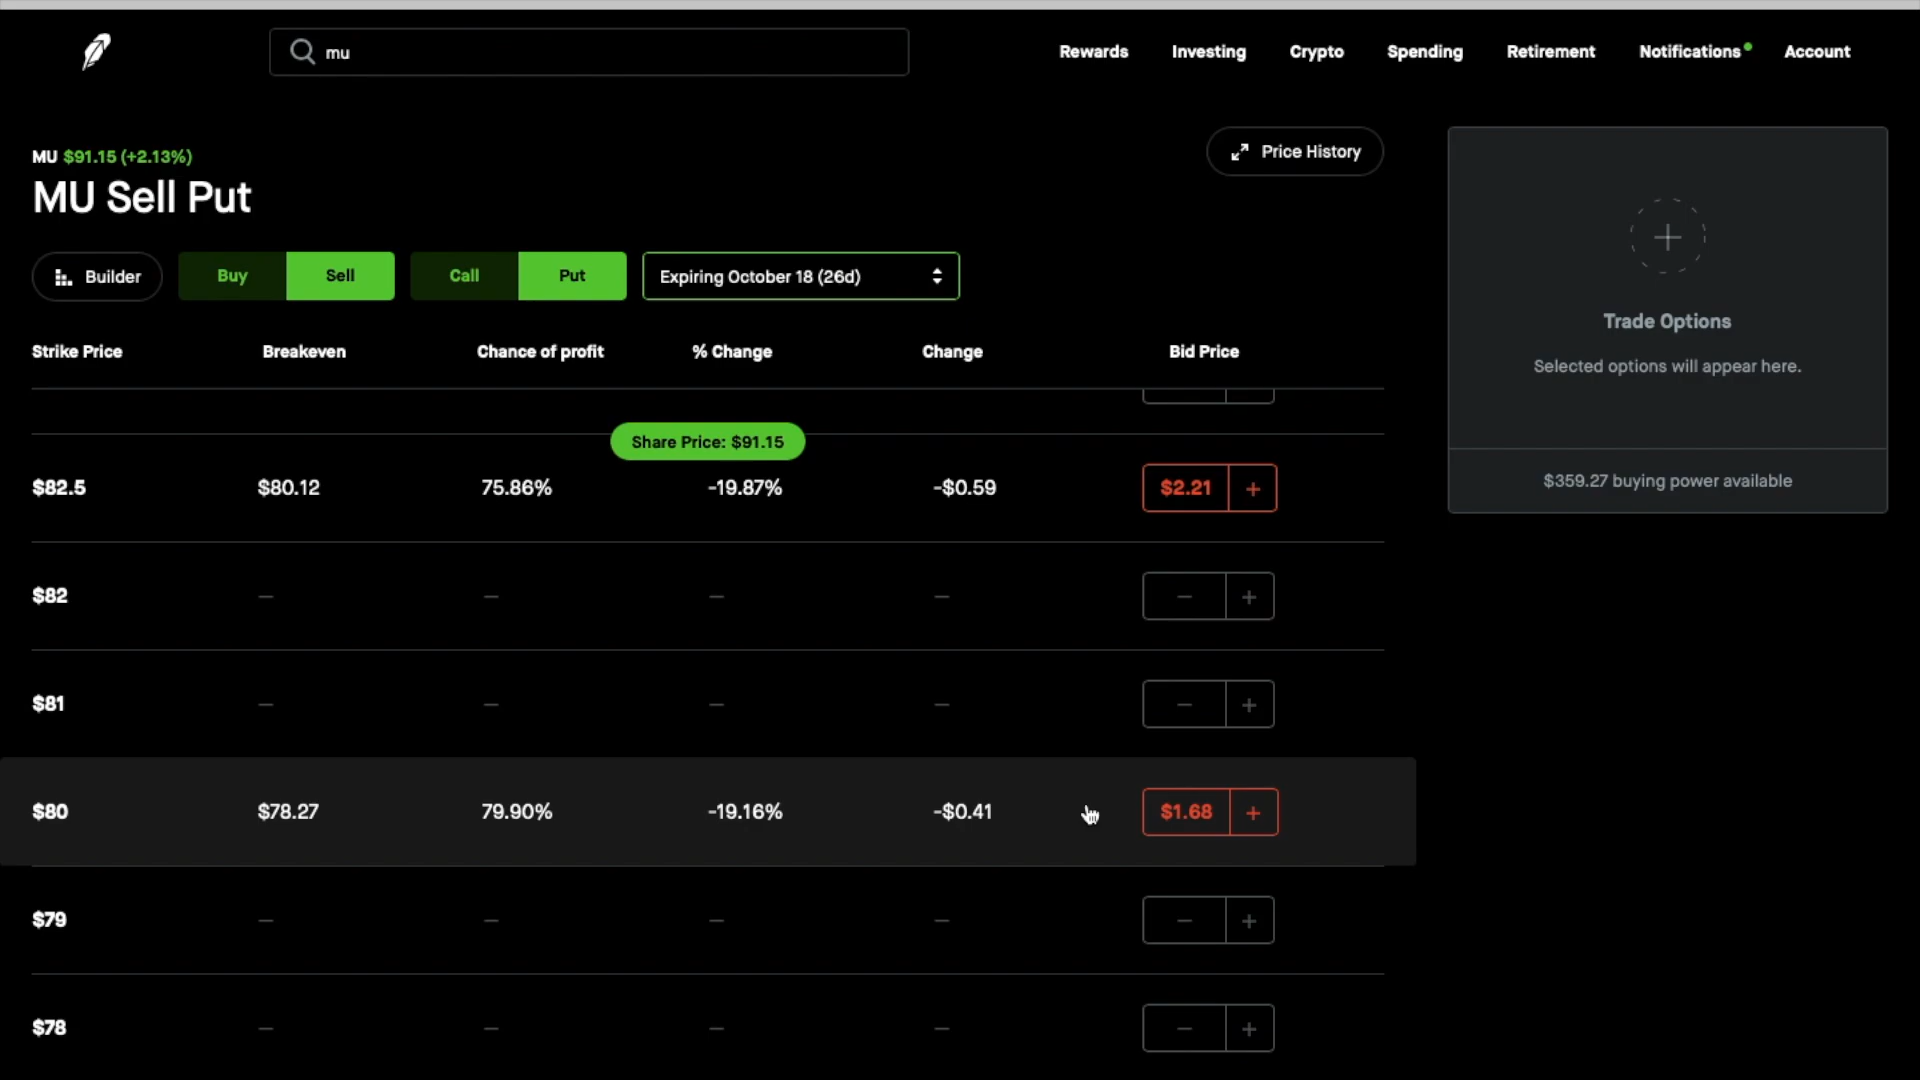 mu
Rewards
Investing
Crypto
Spending
Retirement
Notifications
Account
MU $91.15 (+2.13%)
MU Sell Put
Price History
Builder
Buy
Sell
Call
Put
Expiring October 18 (26d)
Strike Price
Breakeven
Chance of profit
% Change
Change
Bid Price
Share Price: $91.15
$82.5
$80.12
75.86%
-19.87%
-$0.59
$2.21
+
$82
—
—
—
—
—
+
$81
—
—
—
—
—
+
$80
$78.27
79.90%
-19.16%
-$0.41
$1.68
+
$79
—
—
—
—
—
+
$78
—
—
—
—
—
+
Trade Options
Selected options will appear here.
$359.27 buying power available